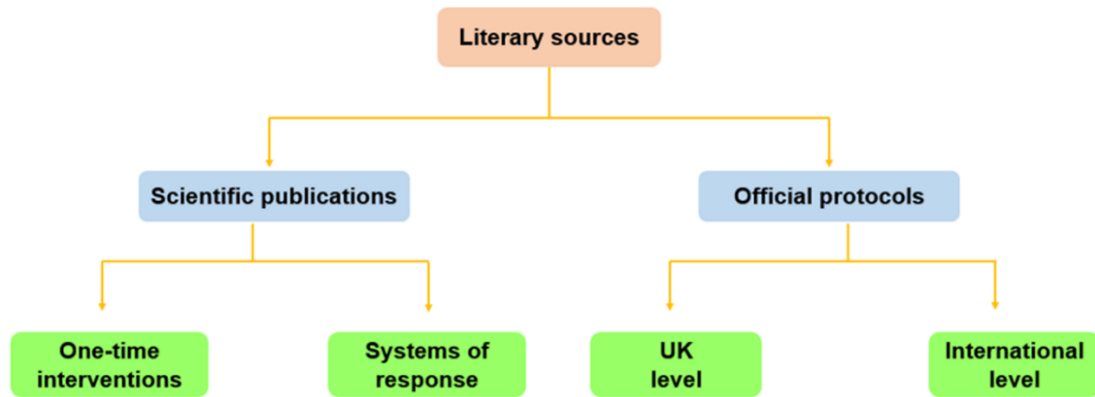 Literary sources
Scientific publications
Official protocols
One-time
interventions
Systems of
response
UK
level
International
level